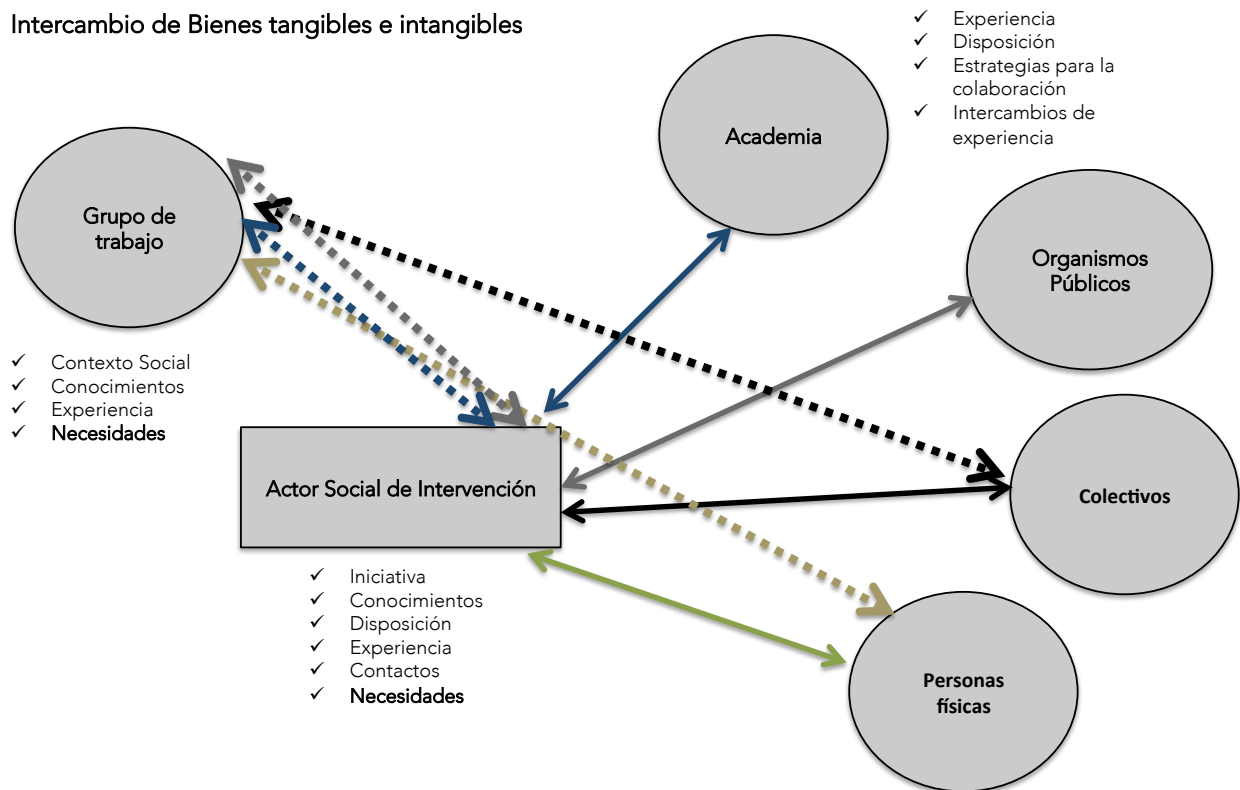 Intercambio de Bienes tangibles e intangibles
✓ Experiencia
✓ Disposición
✓ Estrategias para la
colaboración
✓ Intercambios de
experiencia
Academia
Grupo de
trabajo
Organismos
Públicos
✓ Contexto Social
✓ Conocimientos
✓ Experiencia
✓ Necesidades
Actor Social de Intervención
Colectivos
✓ Iniciativa
✓ Conocimientos
✓ Disposición
✓ Experiencia
✓ Contactos
✓ Necesidades
Personas
físicas